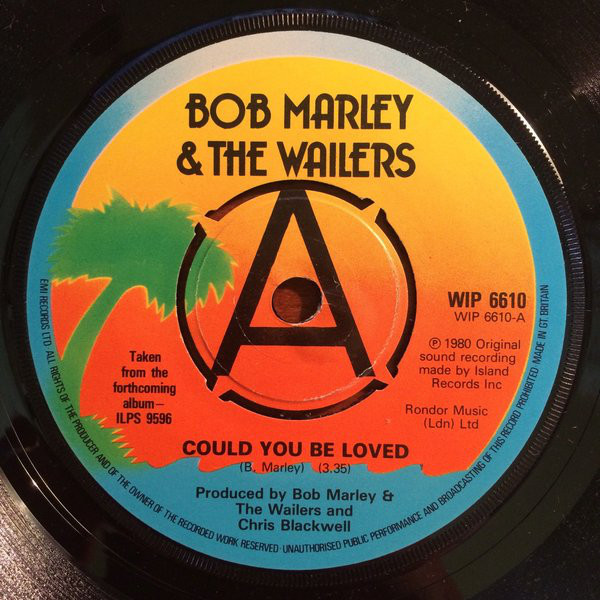 BOB MARLEY
& THE WAILERS
A
WIP 6610
WIP 6610-A
℗ 1980 Original
sound recording
made by Island
Records Inc
Rondor Music
(Ldn) Ltd
Taken
from the
forthcoming
album—
ILPS 9596
COULD YOU BE LOVED
(B. Marley) (3.35)
Produced by Bob Marley &
The Wailers and
Chris Blackwell
EMI RECORDS LTD. ALL RIGHTS OF THE PRODUCER AND OF THE OWNER OF THE RECORDED WORK RESERVED · UNAUTHORISED PUBLIC PERFORMANCE AND BROADCASTING OF THIS RECORD PROHIBITED MADE IN GT. BRITAIN